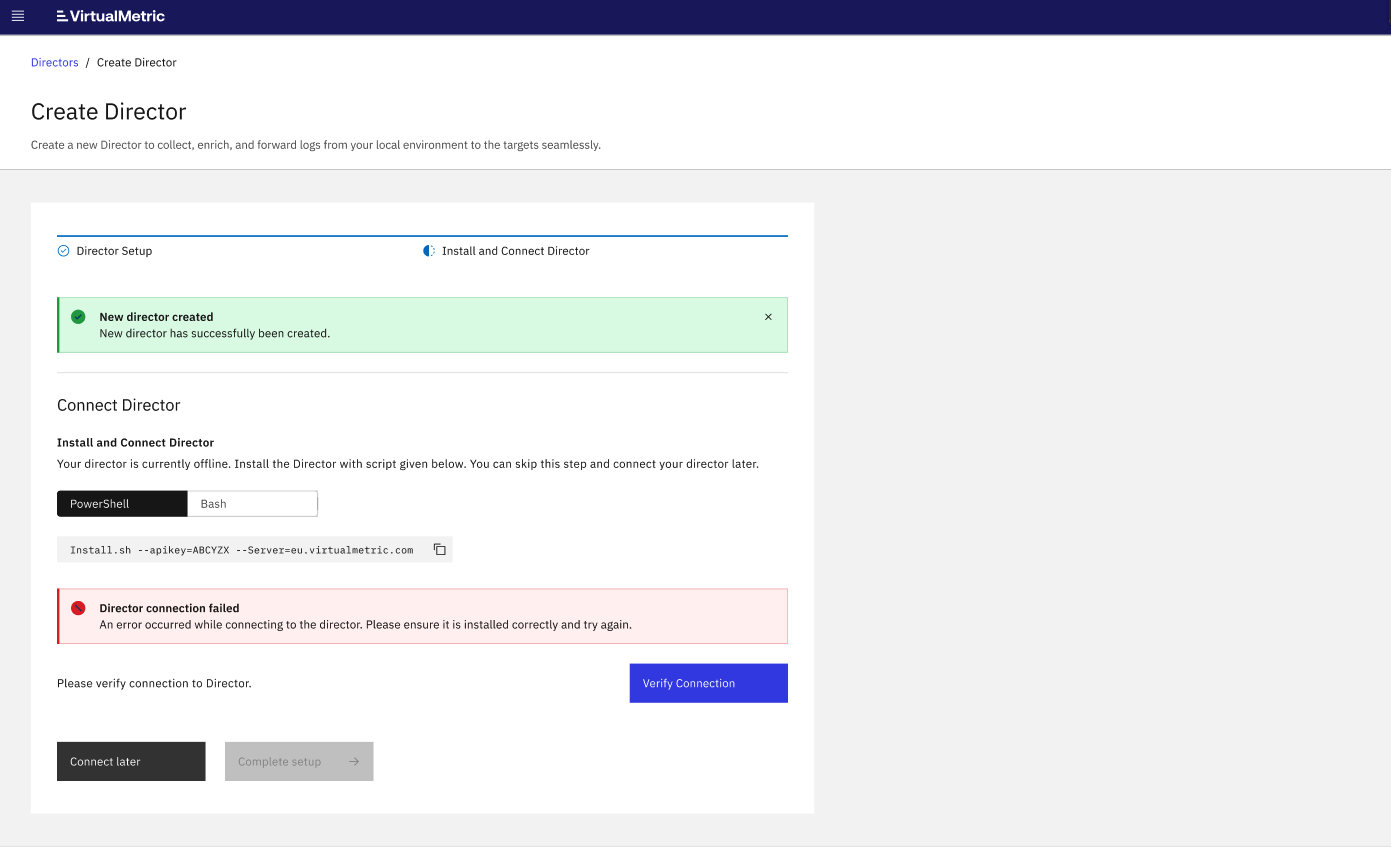 VirtualMetric
Directors / Create Director
Create Director
Create a new Director to collect, enrich, and forward logs from your local environment to the targets seamlessly.
Director Setup
Install and Connect Director
New director created
New director has successfully been created.
Connect Director
Install and Connect Director
Your director is currently offline. Install the Director with script given below. You can skip this step and connect your director later.
PowerShell
Bash
Install.sh --apikey=ABCYZX --Server=eu.virtualmetric.com
Director connection failed
An error occurred while connecting to the director. Please ensure it is installed correctly and try again.
Please verify connection to Director.
Verify Connection
Connect later
Complete setup